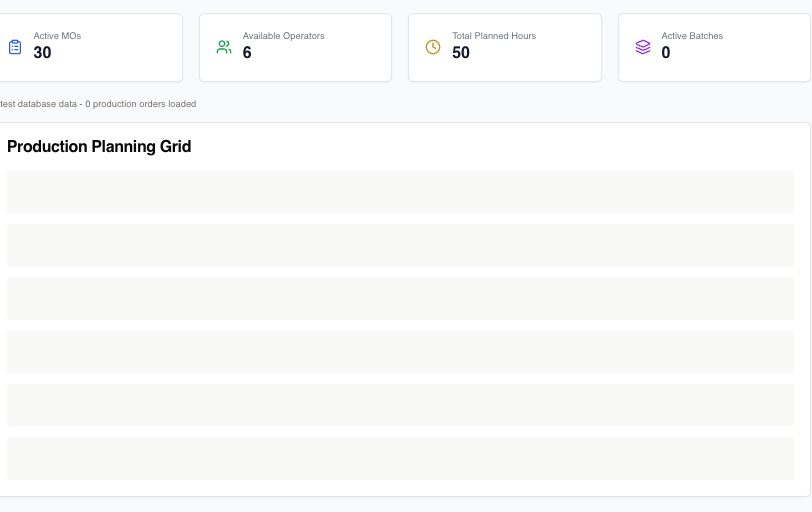 Active MOs
30
Available Operators
6
Total Planned Hours
50
Active Batches
0
test database data - 0 production orders loaded
Production Planning Grid